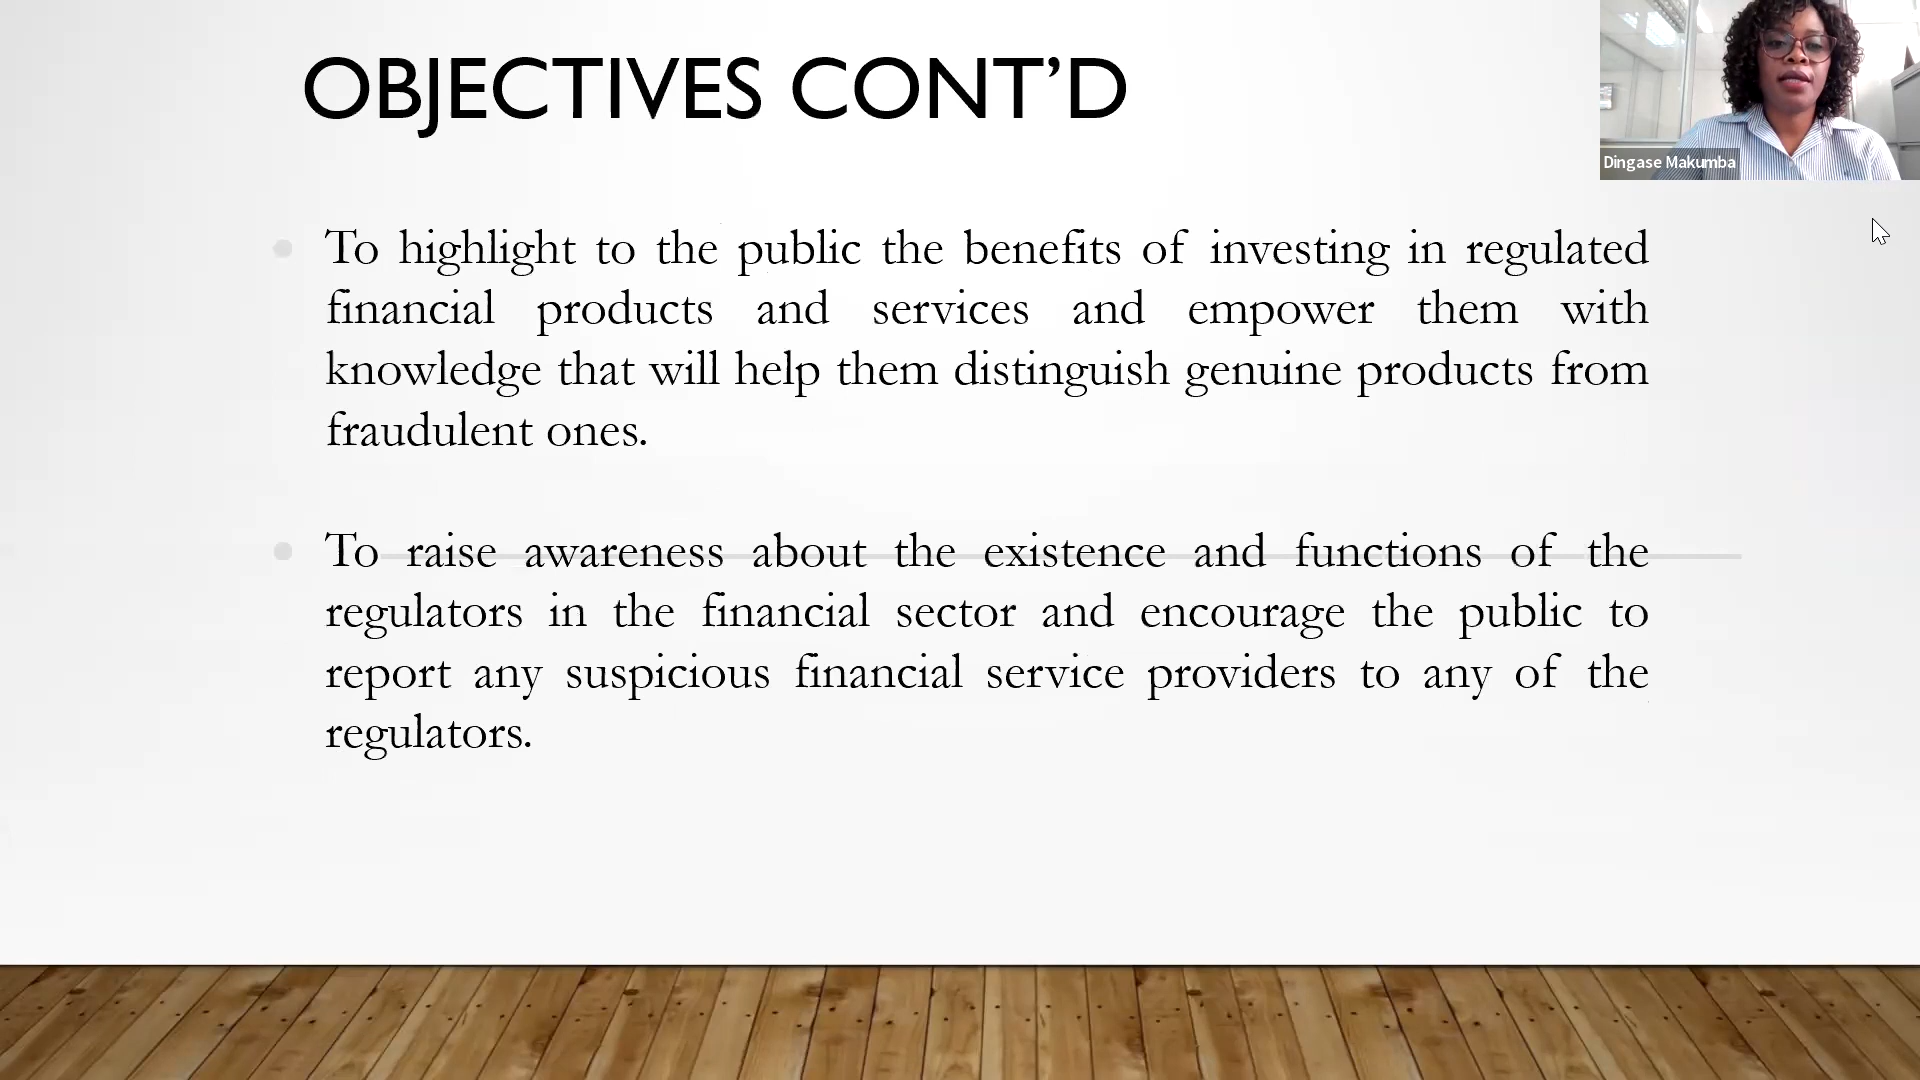 OBJECTIVES CONT’D
Dingase Makumba
To highlight to the public the benefits of investing in regulated
financial products and services and empower them with
knowledge that will help them distinguish genuine products from
fraudulent ones.
To raise awareness about the existence and functions of the
regulators in the financial sector and encourage the public to
report any suspicious financial service providers to any of the
regulators.